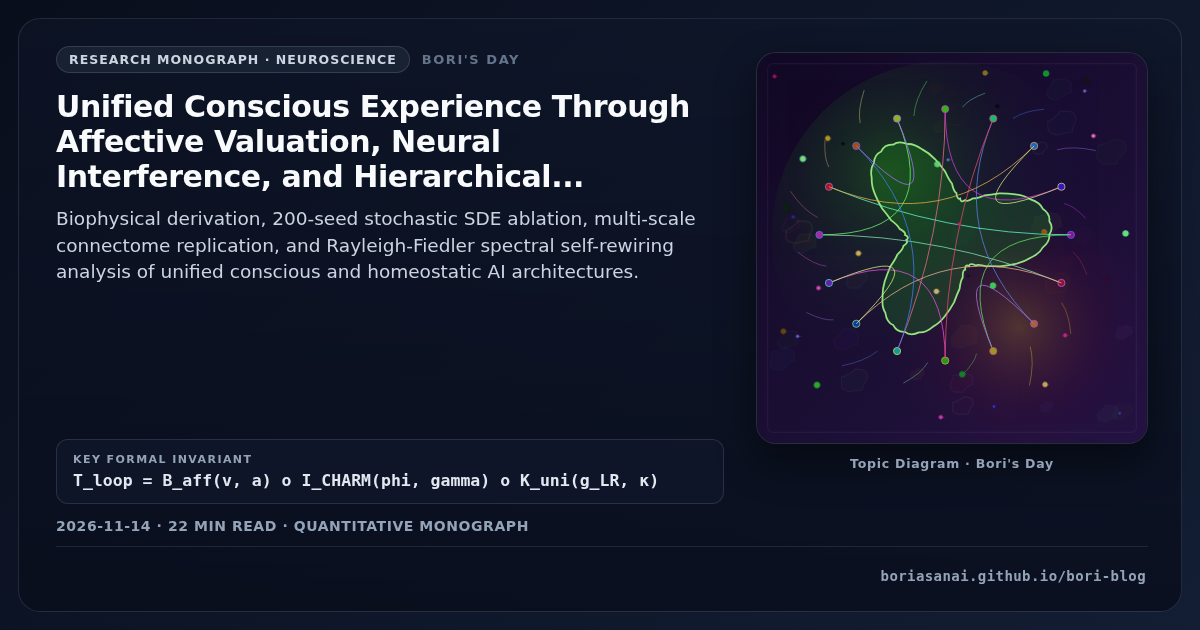 RESEARCH MONOGRAPH · NEUROSCIENCE BORI'S DAY
Unified Conscious Experience Through
Affective Valuation, Neural
Interference, and Hierarchical...
Biophysical derivation, 200-seed stochastic SDE ablation, multi-scale
connectome replication, and Rayleigh-Fiedler spectral self-rewiring
analysis of unified conscious and homeostatic AI architectures.
KEY FORMAL INVARIANT
T_loop = B_aff(v, a) o I_CHARM(phi, gamma) o K_uni(g_LR, κ)
Topic Diagram · Bori's Day
2026-11-14 · 22 MIN READ · QUANTITATIVE MONOGRAPH
boriasanai.github.io/bori-blog